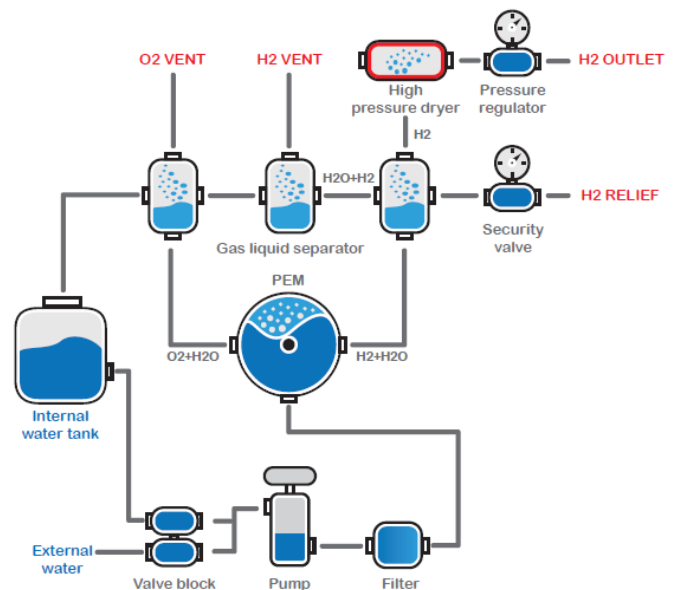 O2 VENT
H2 VENT
H2 OUTLET
High
pressure dryer
Pressure
regulator
H2
H2O+H2
H2 RELIEF
Gas liquid separator
Security
valve
PEM
O2+H2O
H2+H2O
Internal
water tank
External
water
Valve block
Pump
Filter